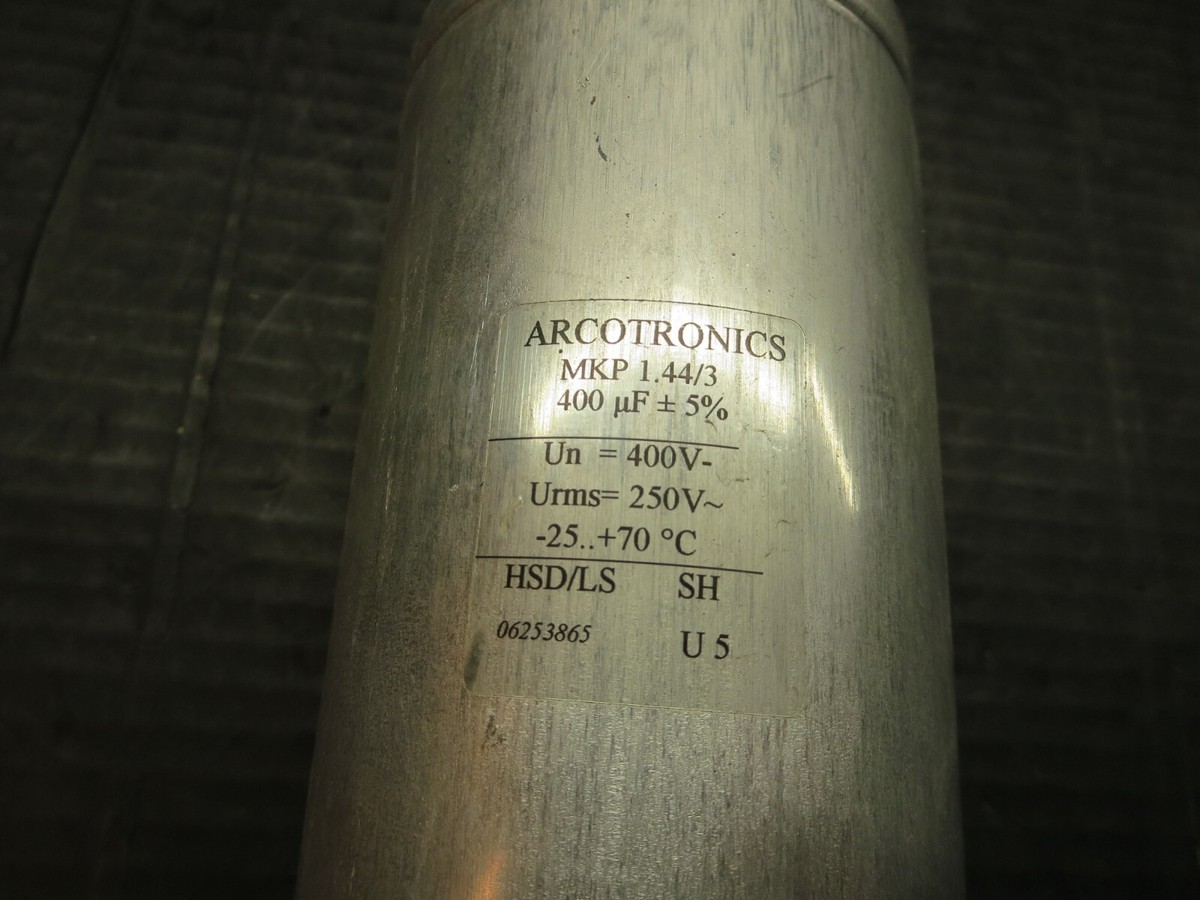 ARCOTRONICS
MKP 1.44/3
400 µF ± 5%
Un = 400V-
Urms= 250V~
-25..+70 °C
HSD/LS SH
06253865 U 5